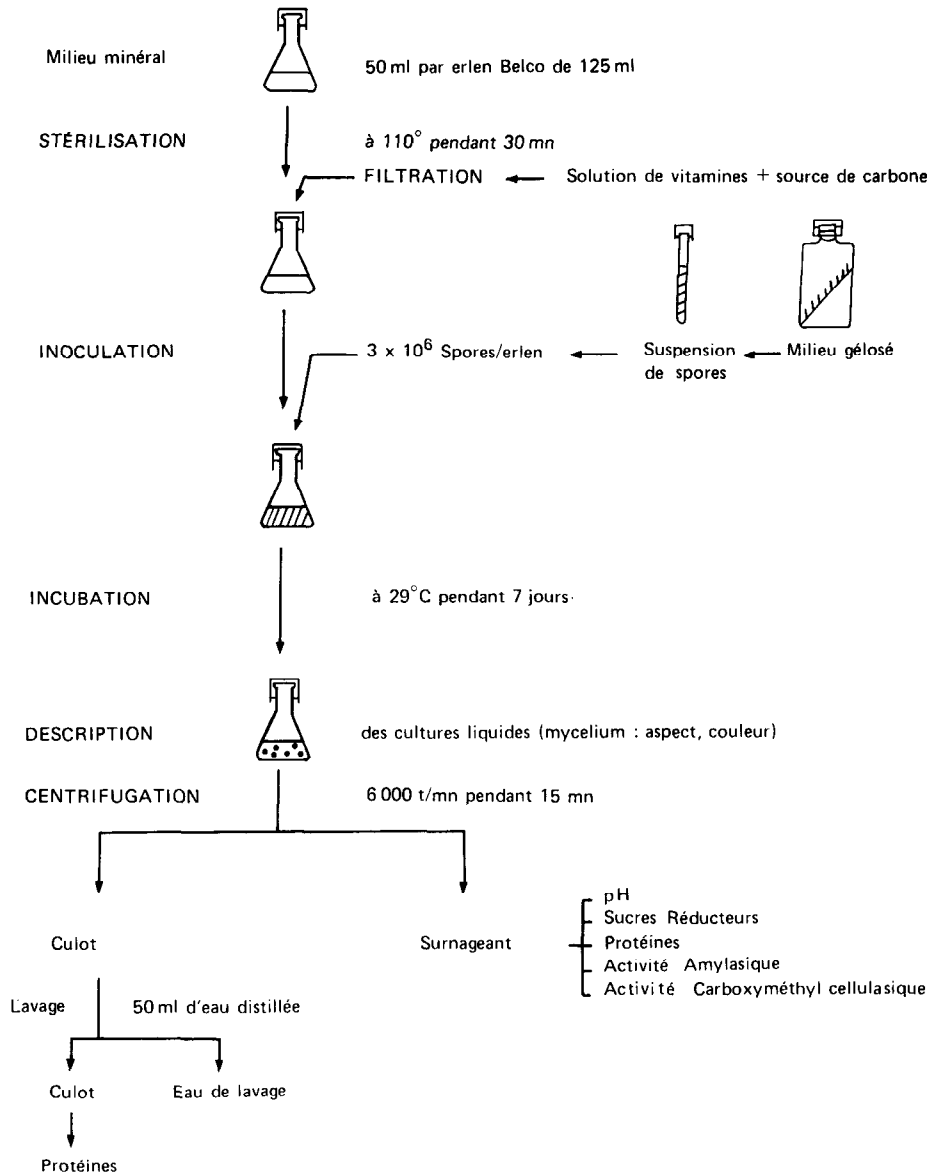 Milieu minéral
50 ml par erlen Belco de 125 ml
STÉRILISATION
à 110° pendant 30 mn
FILTRATION
Solution de vitamines + source de carbone
INOCULATION
3 x 10⁶ Spores/erlen
Suspension
de spores
Milieu gélosé
INCUBATION
à 29°C pendant 7 jours
DESCRIPTION
des cultures liquides (mycelium : aspect, couleur)
CENTRIFUGATION
6 000 t/mn pendant 15 mn
Culot
Surnageant
pH
Sucres Réducteurs
Protéines
Activité Amylasique
Activité Carboxyméthyl cellulasique
Lavage
50 ml d'eau distillée
Culot
Eau de lavage
Protéines